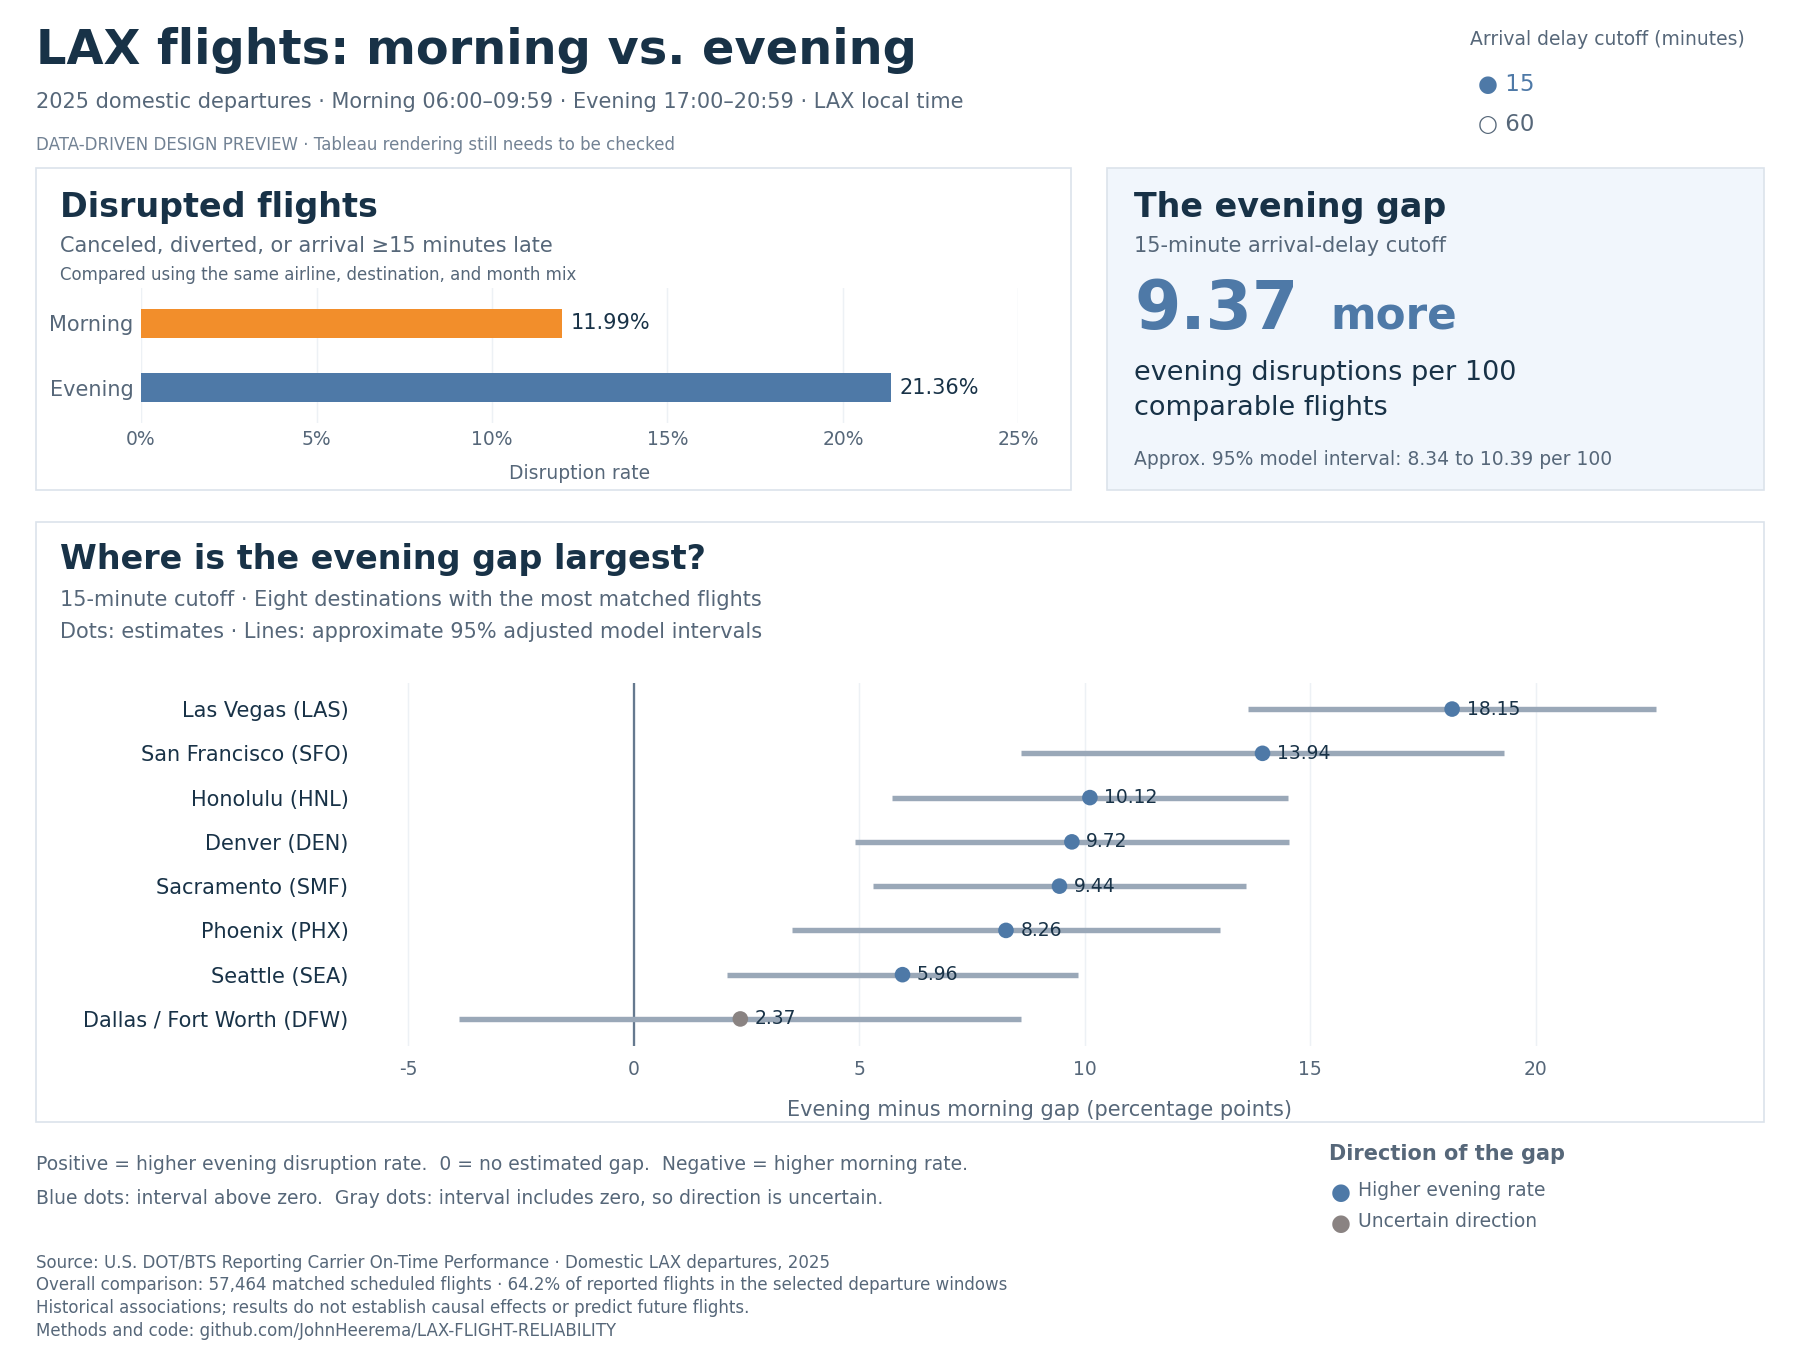 LAX flights: morning vs. evening
2025 domestic departures · Morning 06:00–09:59 · Evening 17:00–20:59 · LAX local time
DATA-DRIVEN DESIGN PREVIEW · Tableau rendering still needs to be checked
Arrival delay cutoff (minutes)
15
60
Disrupted flights
Canceled, diverted, or arrival ≥15 minutes late
Compared using the same airline, destination, and month mix
Morning 11.99%
Evening 21.36%
0% 5% 10% 15% 20% 25%
Disruption rate
The evening gap
15-minute arrival-delay cutoff
9.37 more
evening disruptions per 100
comparable flights
Approx. 95% model interval: 8.34 to 10.39 per 100
Where is the evening gap largest?
15-minute cutoff · Eight destinations with the most matched flights
Dots: estimates · Lines: approximate 95% adjusted model intervals
Las Vegas (LAS) 18.15
San Francisco (SFO) 13.94
Honolulu (HNL) 10.12
Denver (DEN) 9.72
Sacramento (SMF) 9.44
Phoenix (PHX) 8.26
Seattle (SEA) 5.96
Dallas / Fort Worth (DFW) 2.37
-5 0 5 10 15 20
Evening minus morning gap (percentage points)
Positive = higher evening disruption rate.  0 = no estimated gap.  Negative = higher morning rate.
Blue dots: interval above zero.  Gray dots: interval includes zero, so direction is uncertain.
Direction of the gap
Higher evening rate
Uncertain direction
Source: U.S. DOT/BTS Reporting Carrier On-Time Performance · Domestic LAX departures, 2025
Overall comparison: 57,464 matched scheduled flights · 64.2% of reported flights in the selected departure windows
Historical associations; results do not establish causal effects or predict future flights.
Methods and code: github.com/JohnHeerema/LAX-FLIGHT-RELIABILITY